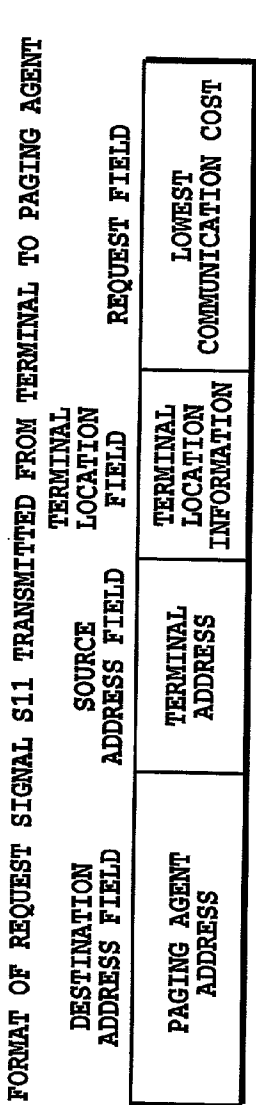 FORMAT OF REQUEST SIGNAL S11 TRANSMITTED FROM TERMINAL TO PAGING AGENT
DESTINATION
ADDRESS FIELD
SOURCE
ADDRESS FIELD
TERMINAL
LOCATION
FIELD
REQUEST FIELD
PAGING AGENT
ADDRESS
TERMINAL
ADDRESS
TERMINAL
LOCATION
INFORMATION
LOWEST
COMMUNICATION COST